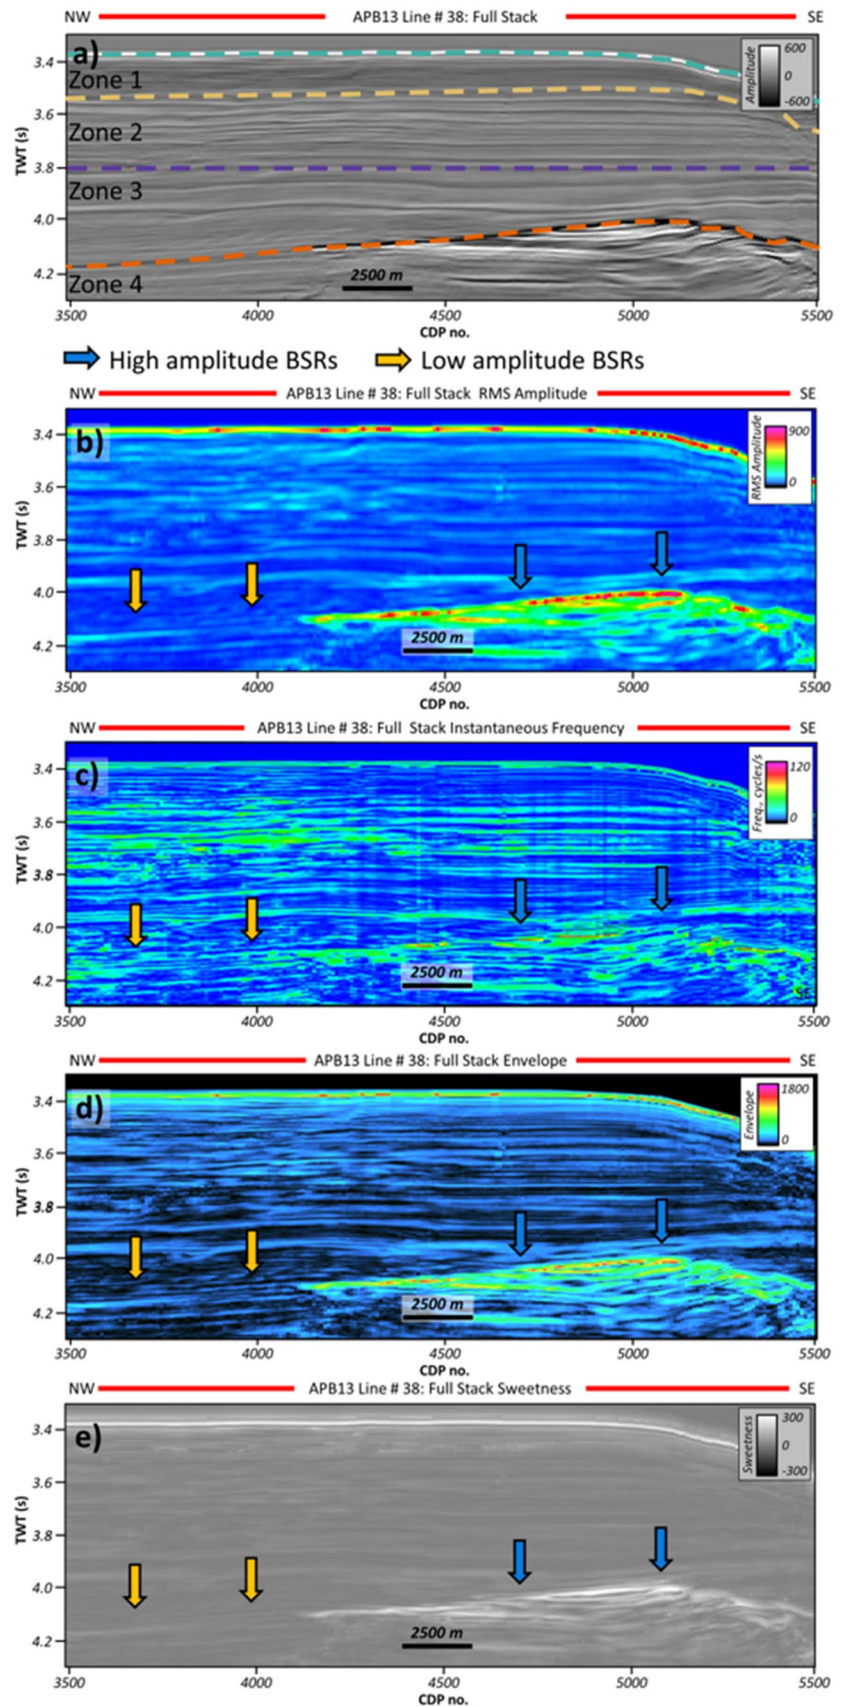 NW APB13 Line # 38: Full Stack SE
a)
Zone 1
Zone 2
Zone 3
Zone 4
Amplitude
600
0
-600
TWT (s)
3.4
3.6
3.8
4.0
4.2
2500 m
3500 4000 4500 5000 5500
CDP no.
High amplitude BSRs Low amplitude BSRs
NW APB13 Line # 38: Full Stack RMS Amplitude SE
b)
RMS Amplitude
900
0
TWT (s)
3.4
3.6
3.8
4.0
4.2
2500 m
3500 4000 4500 5000 5500
CDP no.
NW APB13 Line # 38: Full Stack Instantaneous Frequency SE
c)
Freq., cycles/s
120
0
TWT (s)
3.4
3.6
3.8
4.0
4.2
2500 m
SE
3500 4000 4500 5000 5500
CDP no.
NW APB13 Line # 38: Full Stack Envelope SE
d)
Envelope
1800
0
TWT (s)
3.4
3.6
3.8
4.0
4.2
2500 m
3500 4000 4500 5000 5500
CDP no.
NW APB13 Line # 38: Full Stack Sweetness SE
e)
Sweetness
300
0
-300
TWT (s)
3.4
3.6
3.8
4.0
4.2
2500 m
3500 4000 4500 5000 5500
CDP no.